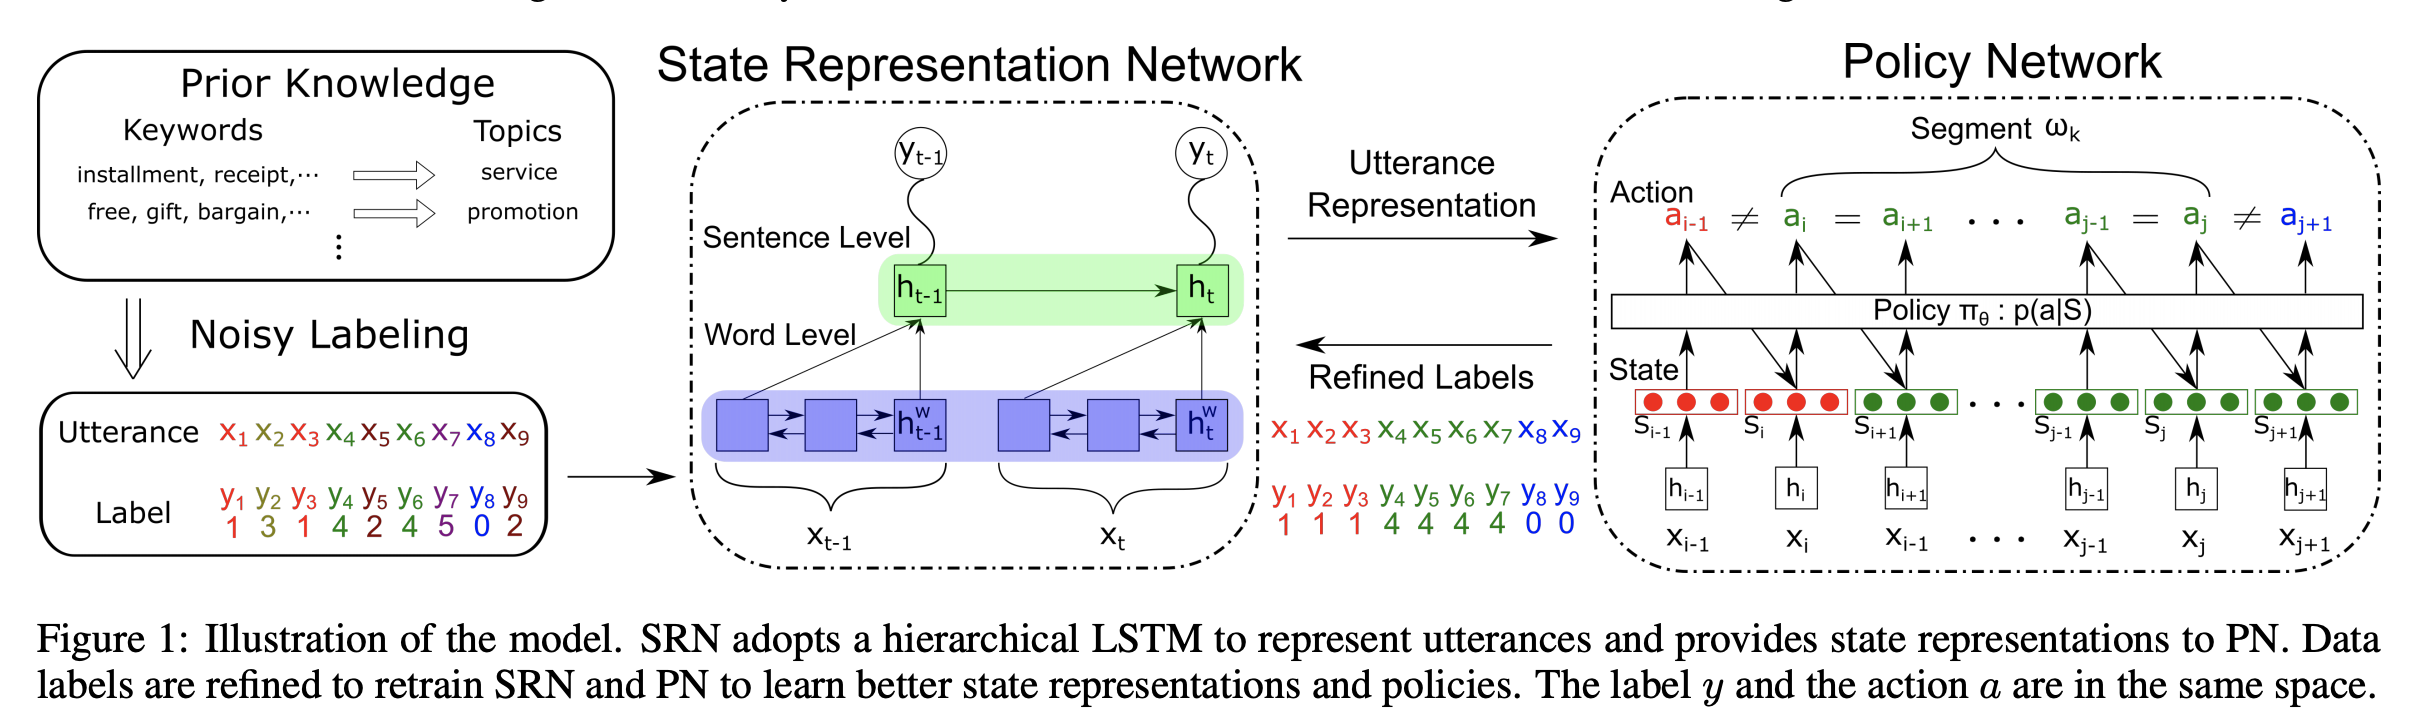 Prior Knowledge
Keywords Topics
installment, receipt,⋯ service
free, gift, bargain,⋯ promotion
⋮
Noisy Labeling
Utterance x1 x2 x3 x4 x5 x6 x7 x8 x9
Label y1 y2 y3 y4 y5 y6 y7 y8 y9
1 3 1 4 2 4 5 0 2
State Representation Network
yt-1 yt
Sentence Level
ht-1 ht
Word Level
h^w_t-1 h^w_t
xt-1 xt
Utterance
Representation
Refined Labels
x1 x2 x3 x4 x5 x6 x7 x8 x9
y1 y2 y3 y4 y5 y6 y7 y8 y9
1 1 1 4 4 4 4 0 0
Policy Network
Segment ωk
Action
ai-1 ≠ ai = ai+1 · · · aj-1 = aj ≠ aj+1
Policy πθ : p(a|S)
State
· · ·
Si-1 Si Si+1 Sj-1 Sj Sj+1
hi-1 hi hi+1 hj-1 hj hj+1
xi-1 xi xi-1 · · · xj-1 xj xj+1
Figure 1: Illustration of the model. SRN adopts a hierarchical LSTM to represent utterances and provides state representations to PN. Data
labels are refined to retrain SRN and PN to learn better state representations and policies. The label y and the action a are in the same space.